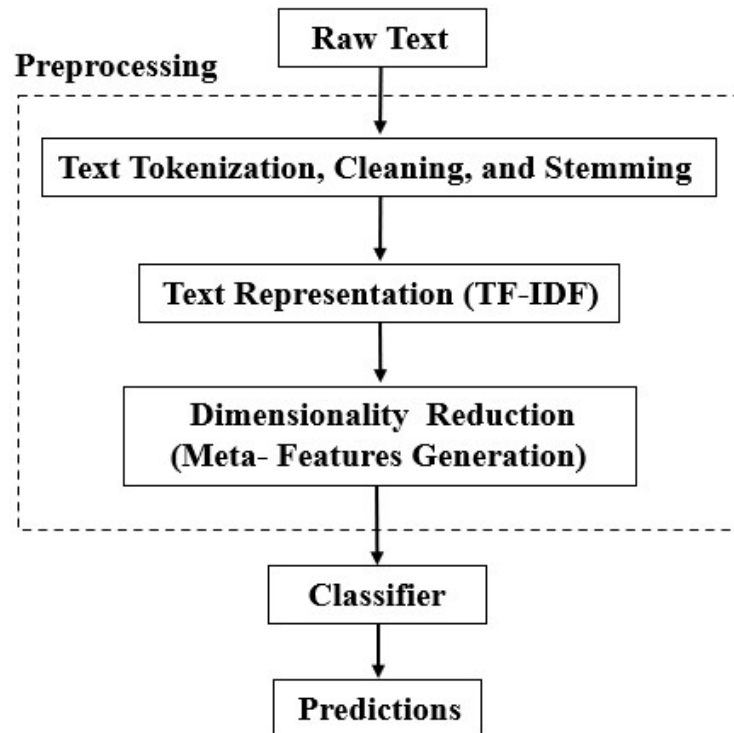 Raw Text
Preprocessing
Text Tokenization, Cleaning, and Stemming
Text Representation (TF-IDF)
Dimensionality Reduction
(Meta- Features Generation)
Classifier
Predictions